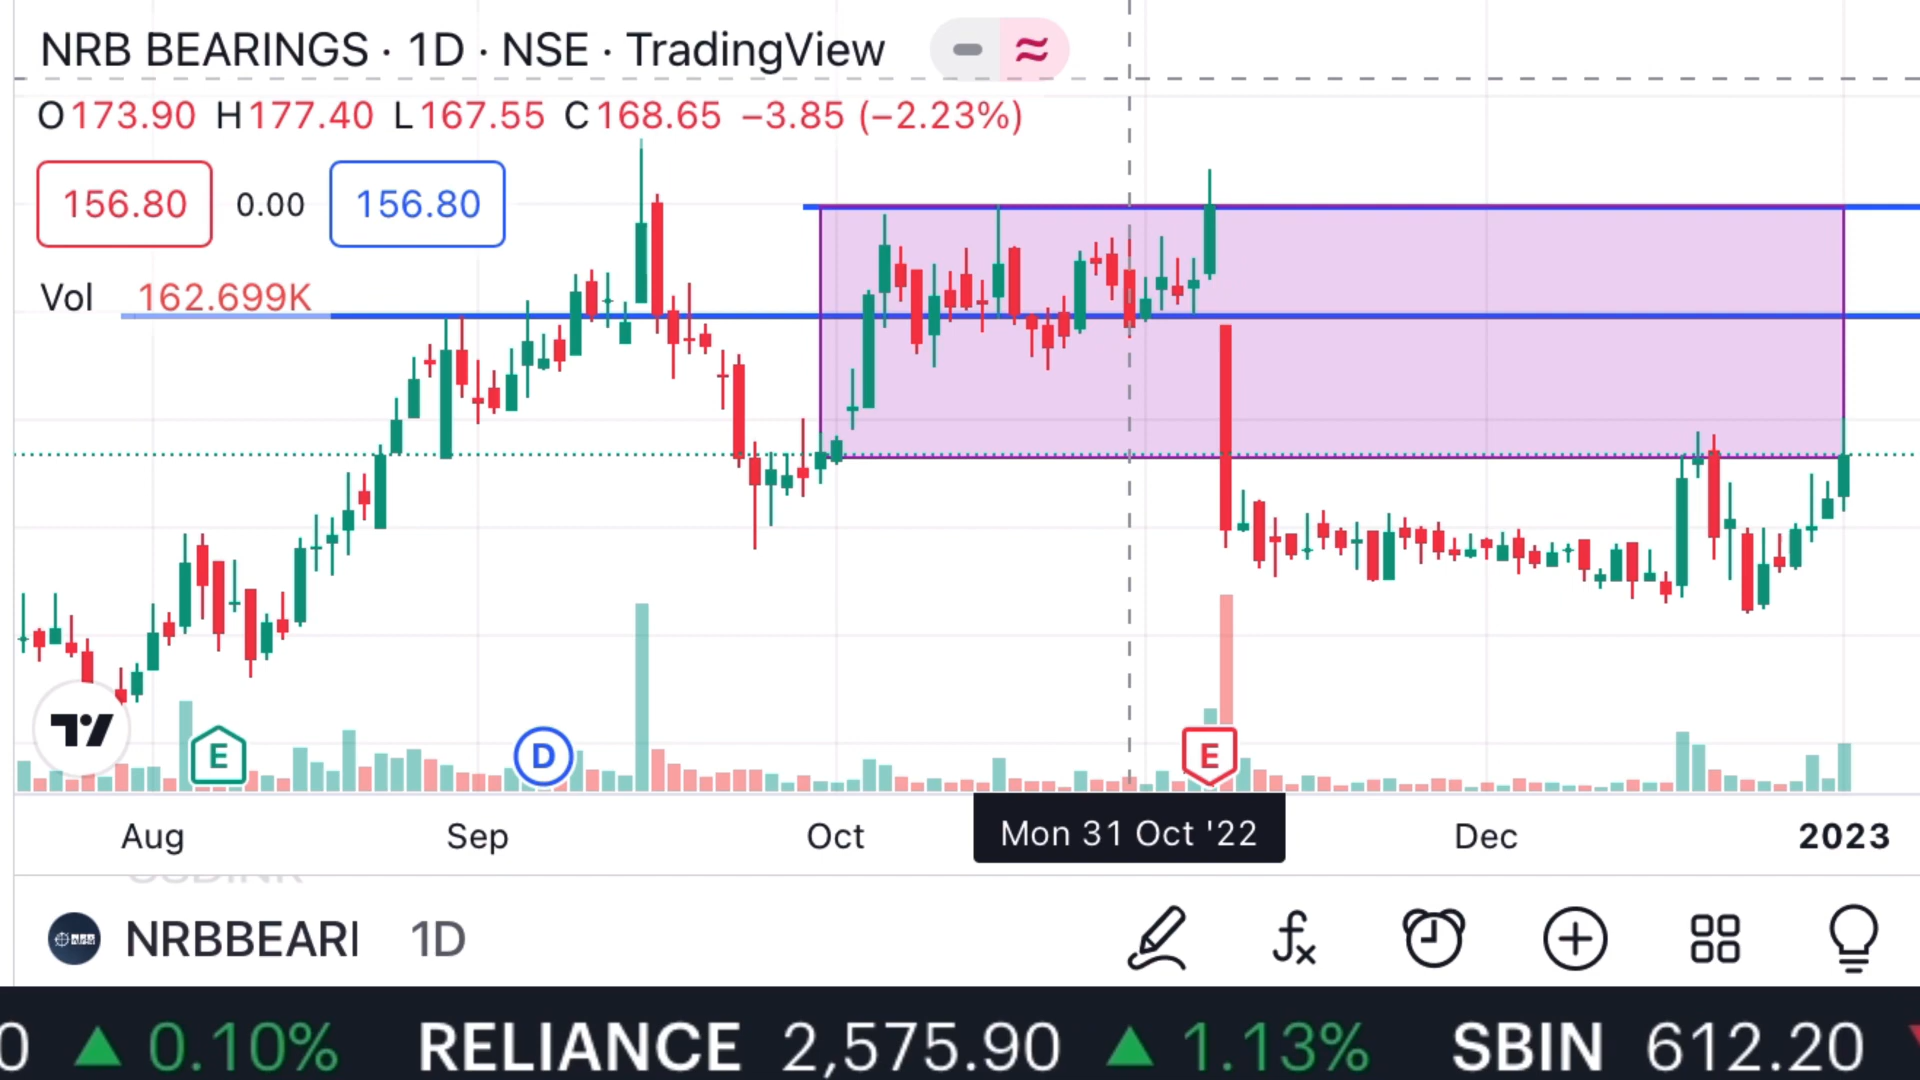 NRB BEARINGS · 1D · NSE · TradingView
O173.90 H177.40 L167.55 C168.65 −3.85 (−2.23%)
156.80 0.00 156.80
Vol 162.699K
E D E
Aug Sep Oct Mon 31 Oct '22 Dec 2023
NRBBEARI 1D
0 ▲ 0.10% RELIANCE 2,575.90 ▲ 1.13% SBIN 612.20